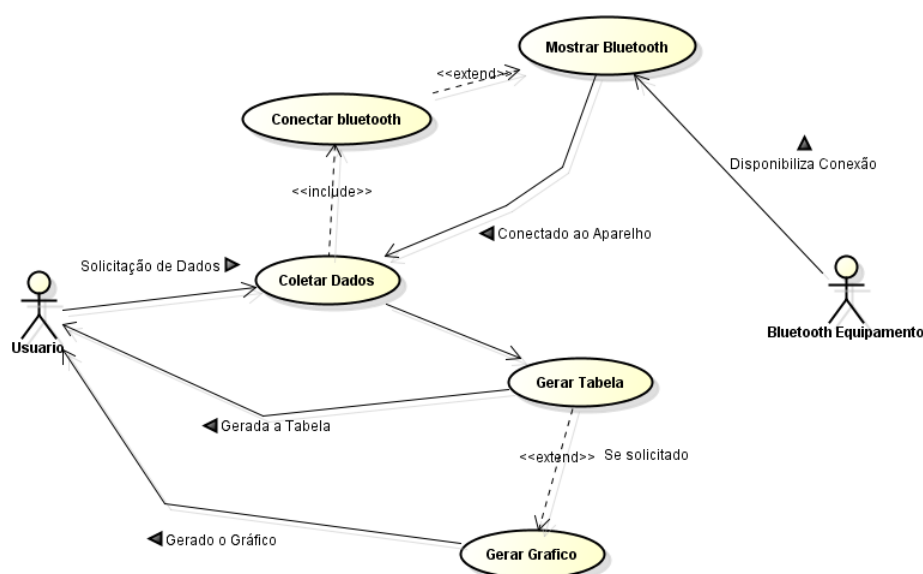 Mostrar Bluetooth
<<extend>>
Conectar bluetooth
Disponibiliza Conexão
<<include>>
Conectado ao Aparelho
Solicitação de Dados
Coletar Dados
Usuario
Bluetooth Equipamento
Gerar Tabela
Gerada a Tabela
<<extend>>
Se solicitado
Gerado o Gráfico
Gerar Grafico